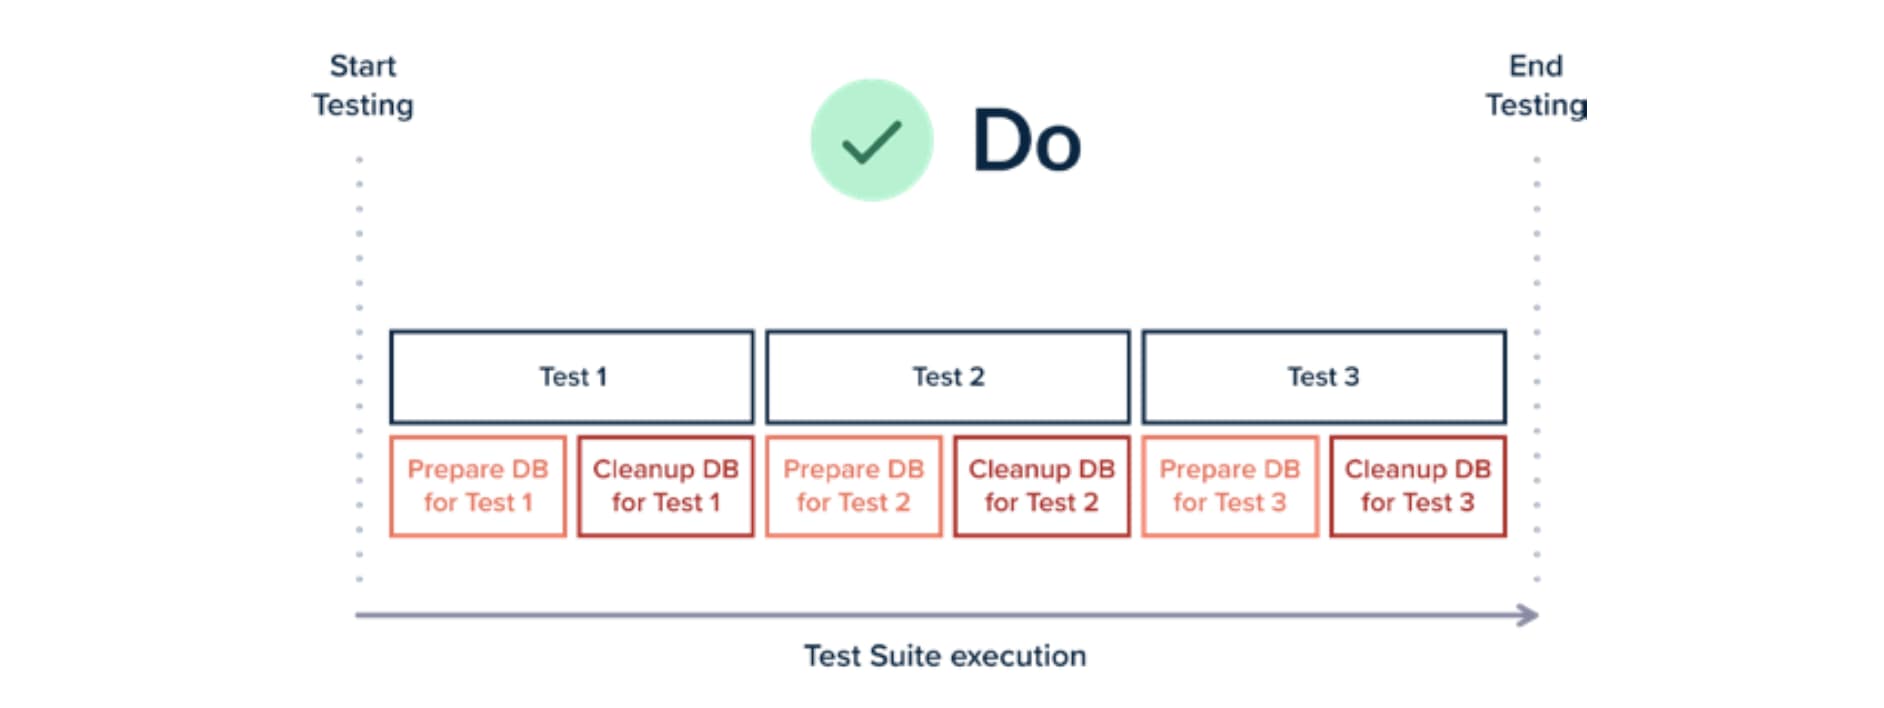 Start
Testing
Do
End
Testing
Test 1
Test 2
Test 3
Prepare DB
for Test 1
Cleanup DB
for Test 1
Prepare DB
for Test 2
Cleanup DB
for Test 2
Prepare DB
for Test 3
Cleanup DB
for Test 3
Test Suite execution